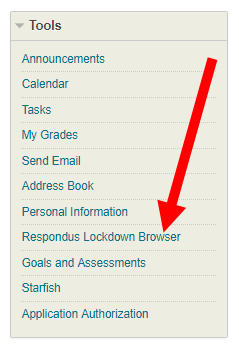 Tools
Announcements
Calendar
Tasks
My Grades
Send Email
Address Book
Personal Information
Respondus Lockdown Browser
Goals and Assessments
Starfish
Application Authorization